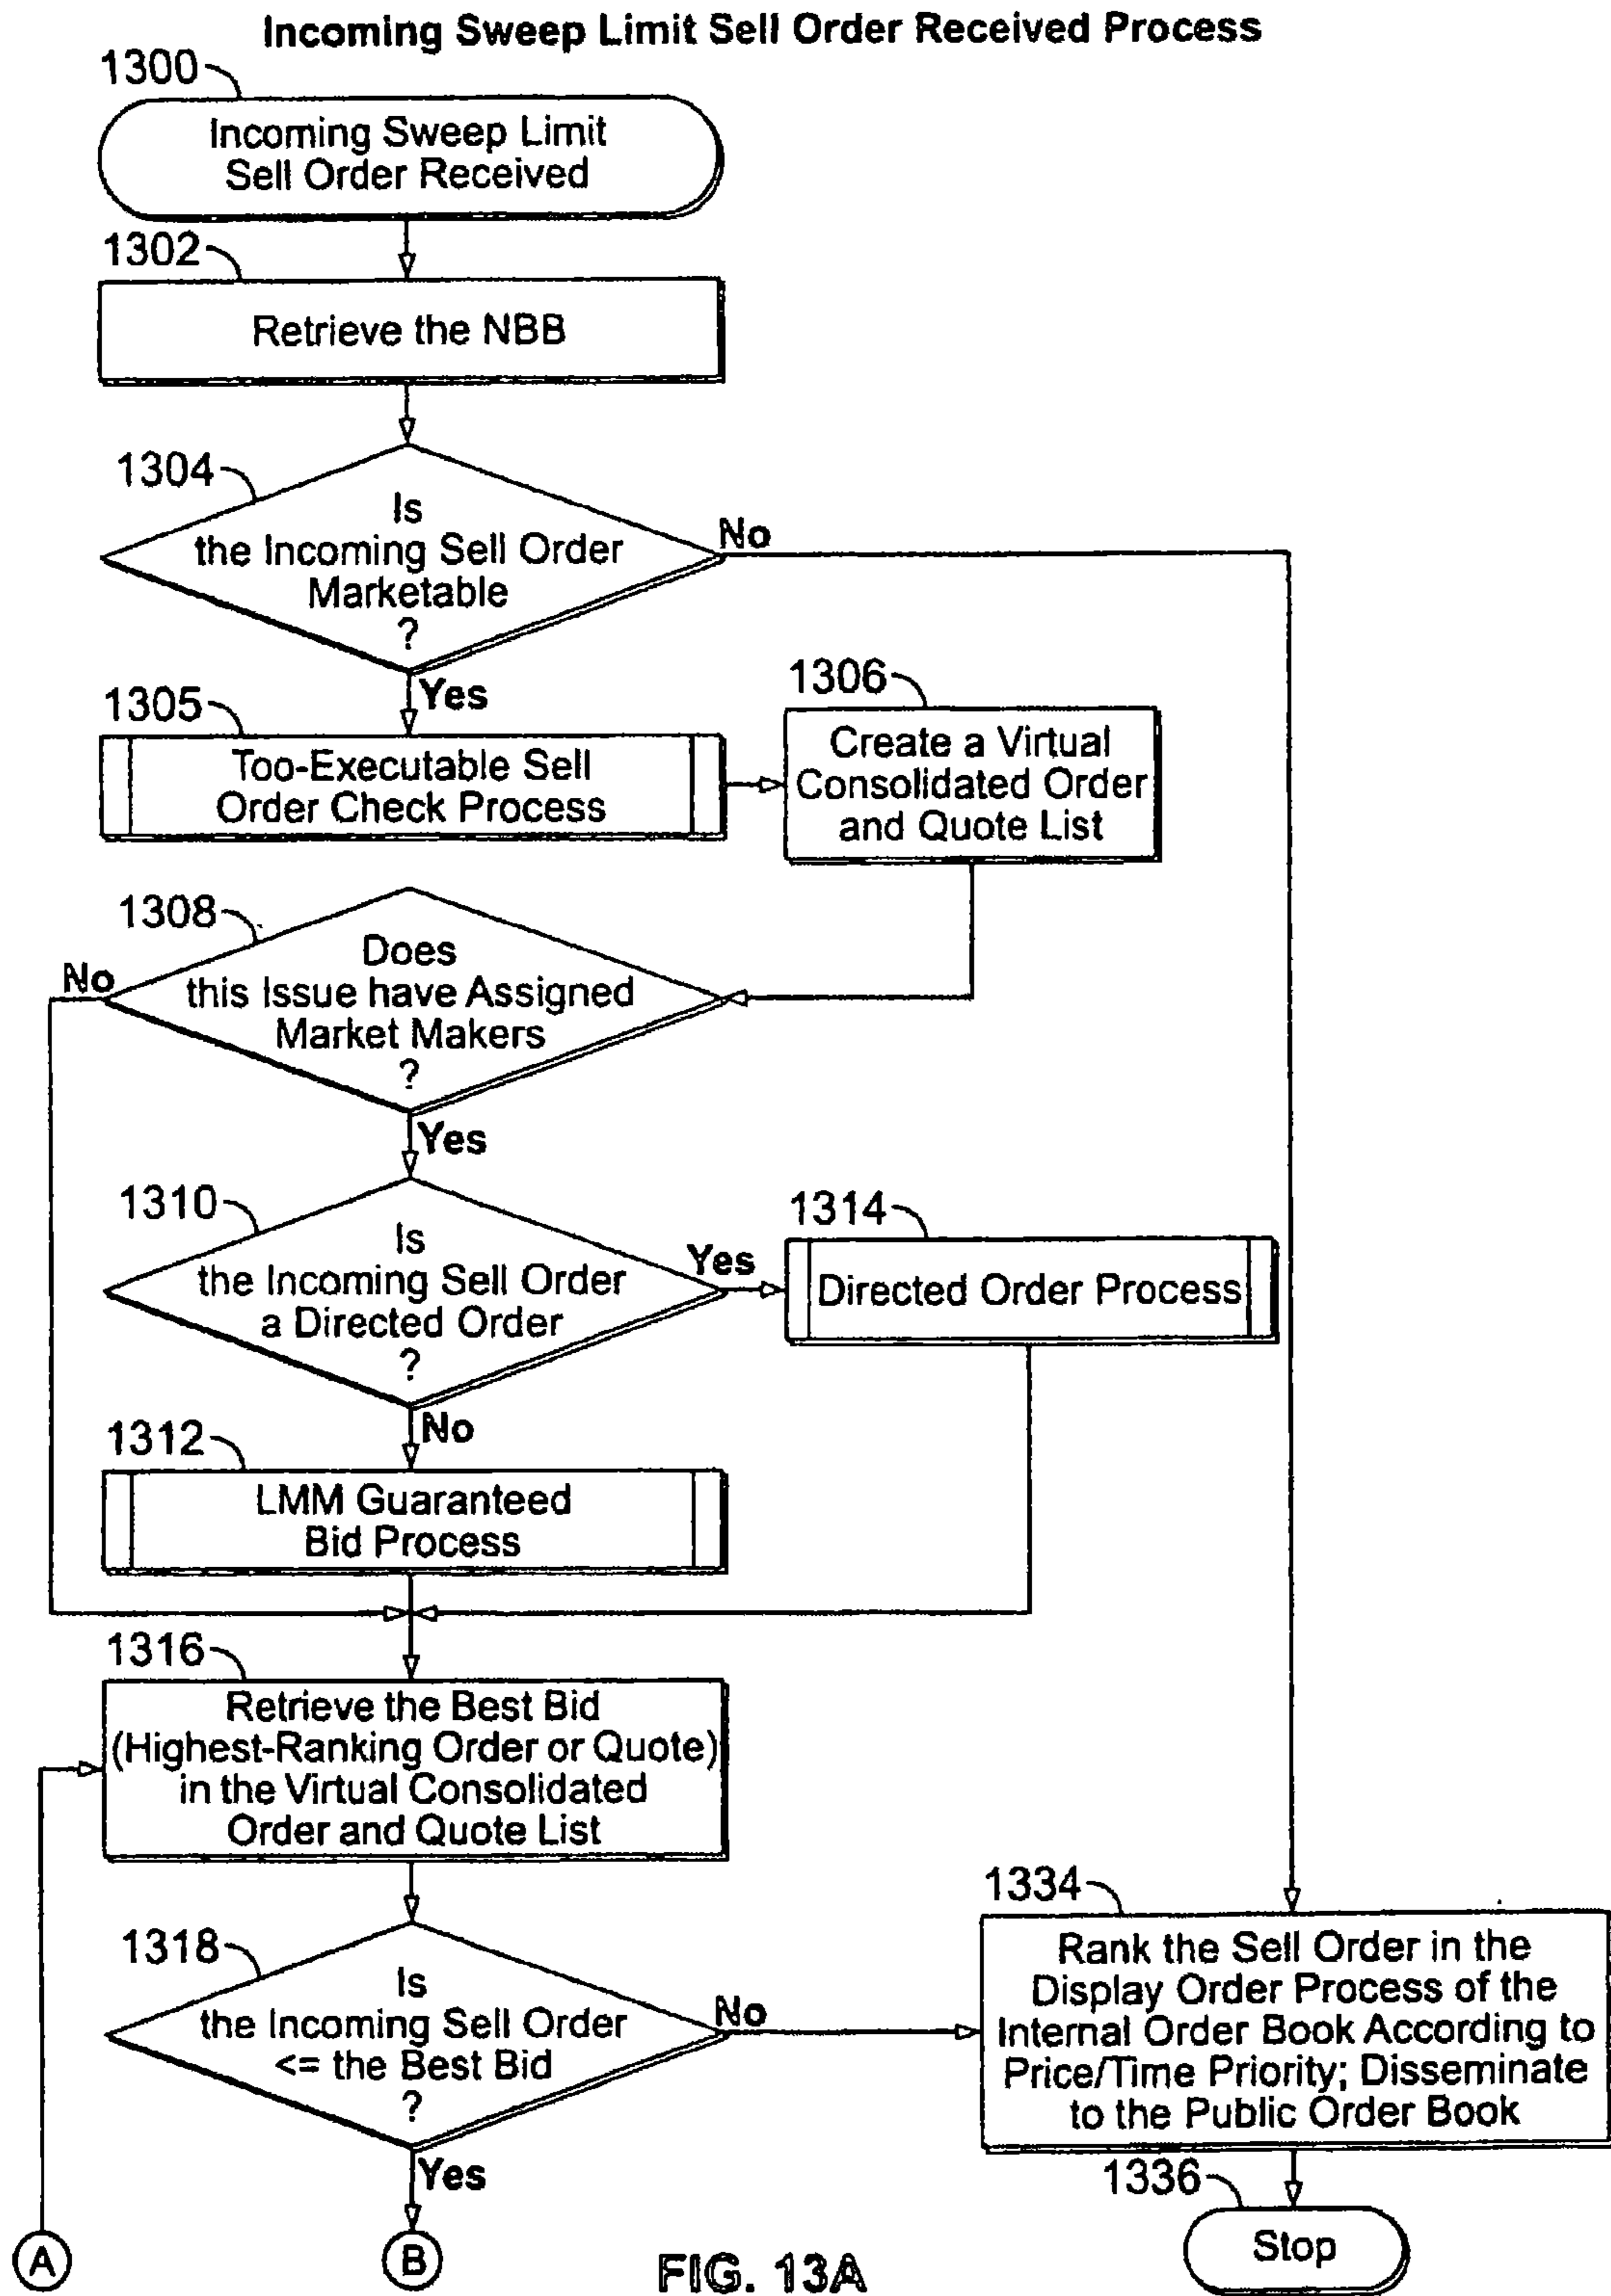 Incoming Sweep Limit Sell Order Received Process
1300
Incoming Sweep Limit
Sell Order Received
1302
Retrieve the NBB
1304
Is
the Incoming Sell Order
Marketable
?
No
Yes
1305
Too-Executable Sell
Order Check Process
1306
Create a Virtual
Consolidated Order
and Quote List
1308
Does
this Issue have Assigned
Market Makers
?
No
Yes
1310
Is
the Incoming Sell Order
a Directed Order
?
Yes
1314
Directed Order Process
No
1312
LMM Guaranteed
Bid Process
1316
Retrieve the Best Bid
(Highest-Ranking Order or Quote)
in the Virtual Consolidated
Order and Quote List
1318
Is
the Incoming Sell Order
<= the Best Bid
?
No
1334
Rank the Sell Order in the
Display Order Process of the
Internal Order Book According to
Price/Time Priority; Disseminate
to the Public Order Book
Yes
1336
Stop
A
B
FIG. 13A